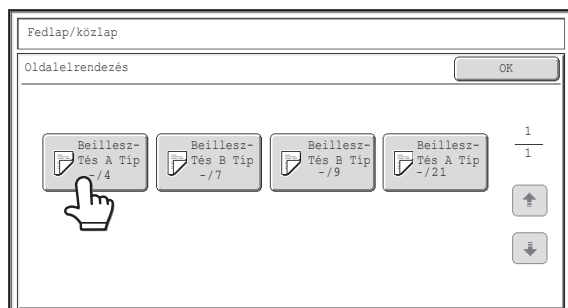 Fedlap/közlap
Oldalelrendezés
OK
Beillesz-
Tés A Típ
-/4
Beillesz-
Tés B Típ
-/7
Beillesz-
Tés B Típ
-/9
Beillesz-
Tés A Típ
-/21
1
1